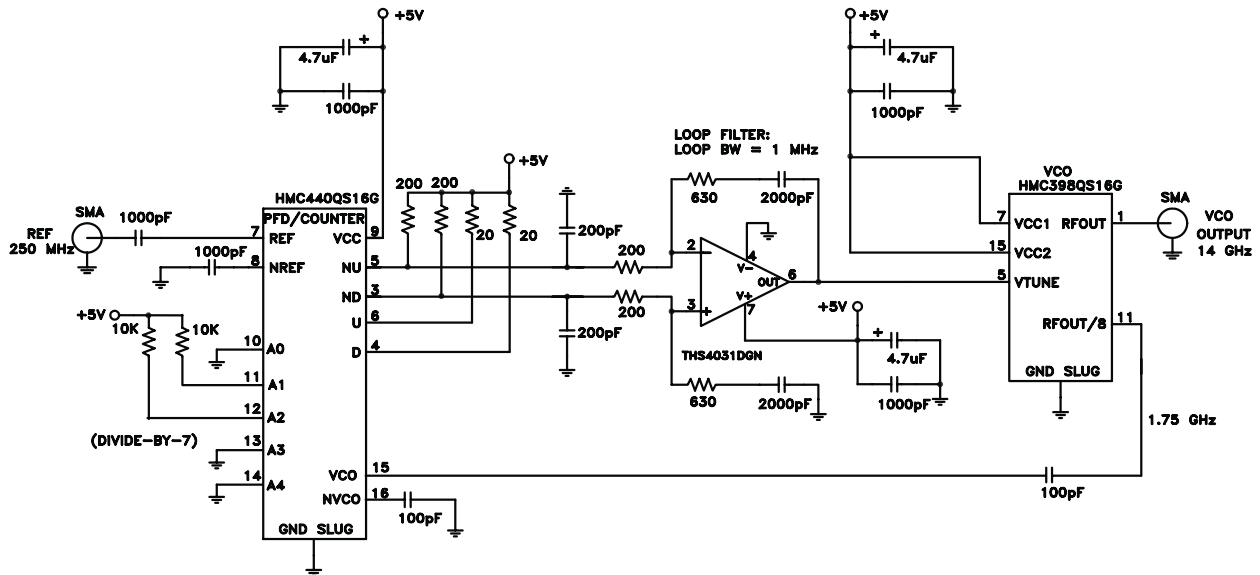 +5V
+
4.7uF
1000pF
+5V
+
4.7uF
1000pF
LOOP FILTER:
LOOP BW = 1 MHz
630
2000pF
+5V
200
200
20
20
HMC440QS16G
PFD/COUNTER
SMA
REF
250 MHz
1000pF
7
REF
1000pF
8
NREF
VCC
9
NU
5
ND
3
U
6
D
4
200pF
200
200
200pF
2
−
3
+
V−
4
OUT
6
V+
7
THS4031DGN
+5V
+
4.7uF
1000pF
630
2000pF
VCO
HMC398QS16G
7
VCC1
RFOUT
1
SMA
VCO
OUTPUT
14 GHz
15
VCC2
5
VTUNE
RFOUT/8
11
GND SLUG
1.75 GHz
+5V
10K
10K
10
A0
11
A1
12
A2
(DIVIDE−BY−7)
13
A3
14
A4
VCO
15
NVCO
16
100pF
100pF
GND SLUG